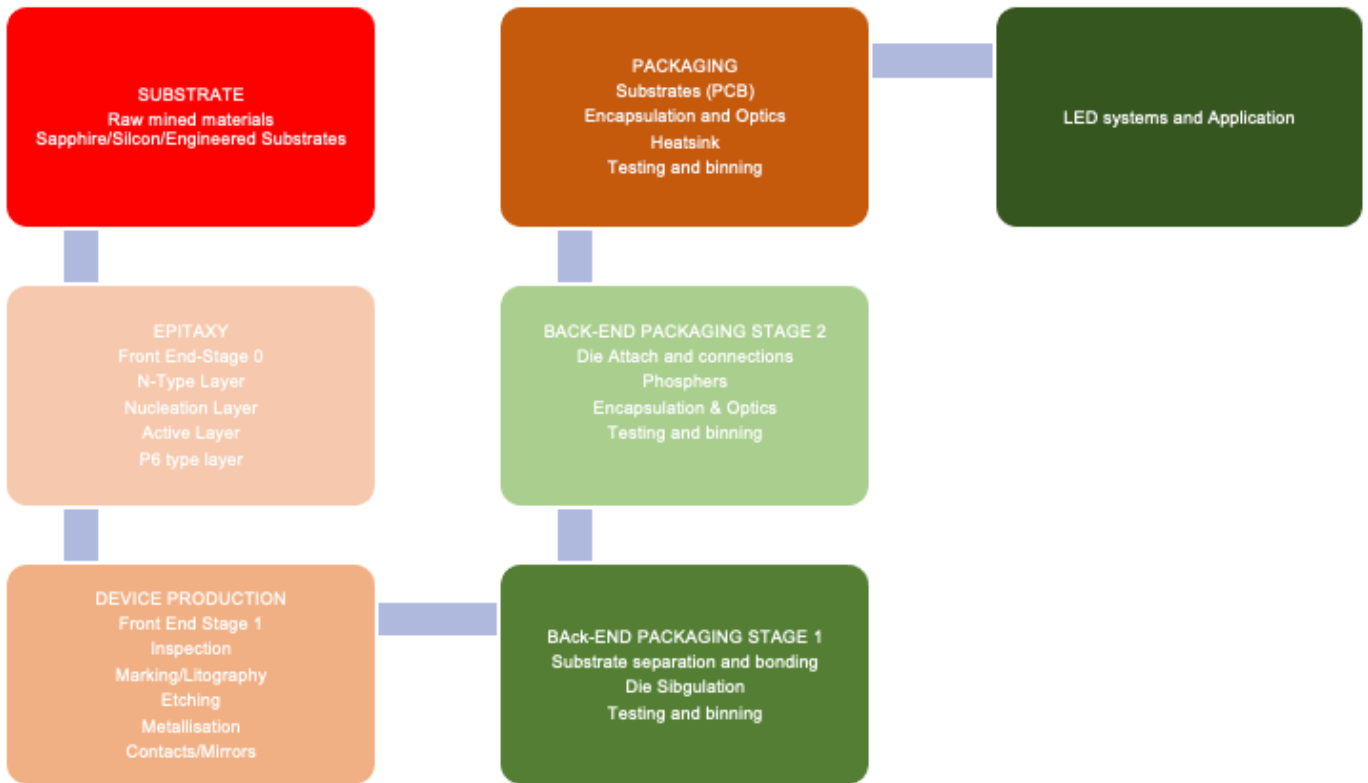 SUBSTRATE
Raw mined materials
Sapphire/Silcon/Engineered Substrates
EPITAXY
Front End-Stage 0
N-Type Layer
Nucleation Layer
Active Layer
P6 type layer
DEVICE PRODUCTION
Front End Stage 1
Inspection
Marking/Litography
Etching
Metallisation
Contacts/Mirrors
BAck-END PACKAGING STAGE 1
Substrate separation and bonding
Die Sibgulation
Testing and binning
BACK-END PACKAGING STAGE 2
Die Attach and connections
Phosphers
Encapsulation & Optics
Testing and binning
PACKAGING
Substrates (PCB)
Encapsulation and Optics
Heatsink
Testing and binning
LED systems and Application